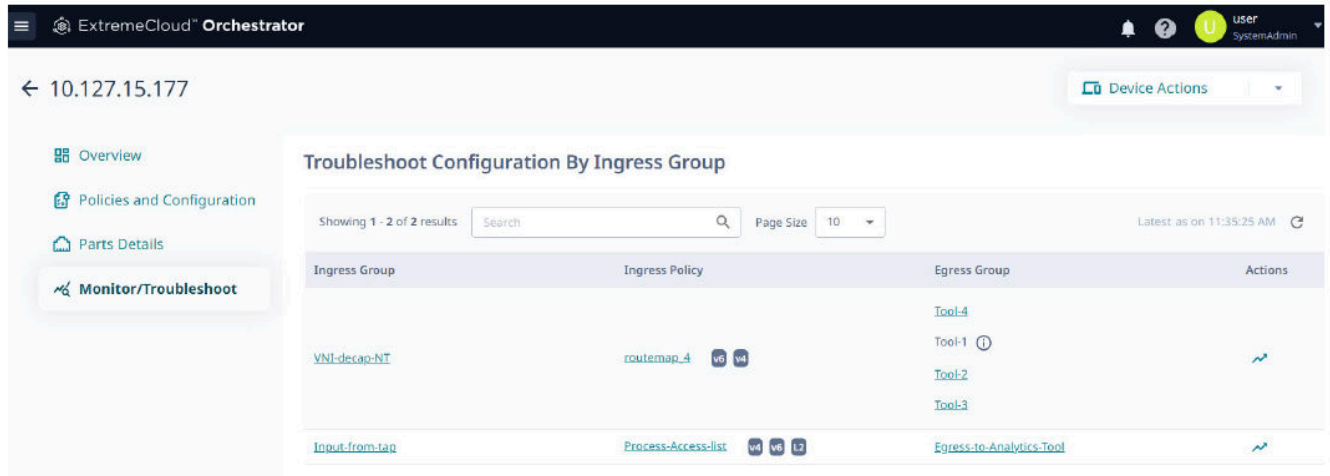 ExtremeCloud™ Orchestrator
U
user
SystemAdmin
10.127.15.177
Device Actions
Overview
Policies and Configuration
Parts Details
Monitor/Troubleshoot
Troubleshoot Configuration By Ingress Group
Showing 1 - 2 of 2 results Search Page Size 10 Latest as on 11:35:25 AM
Ingress Group Ingress Policy Egress Group Actions
Tool-4
Tool-1
VNI-decap-NT routemap_4 v6 v4
Tool-2
Tool-3
Input-from-tap Process-Access-list v4 v6 L2 Egress-to-Analytics-Tool